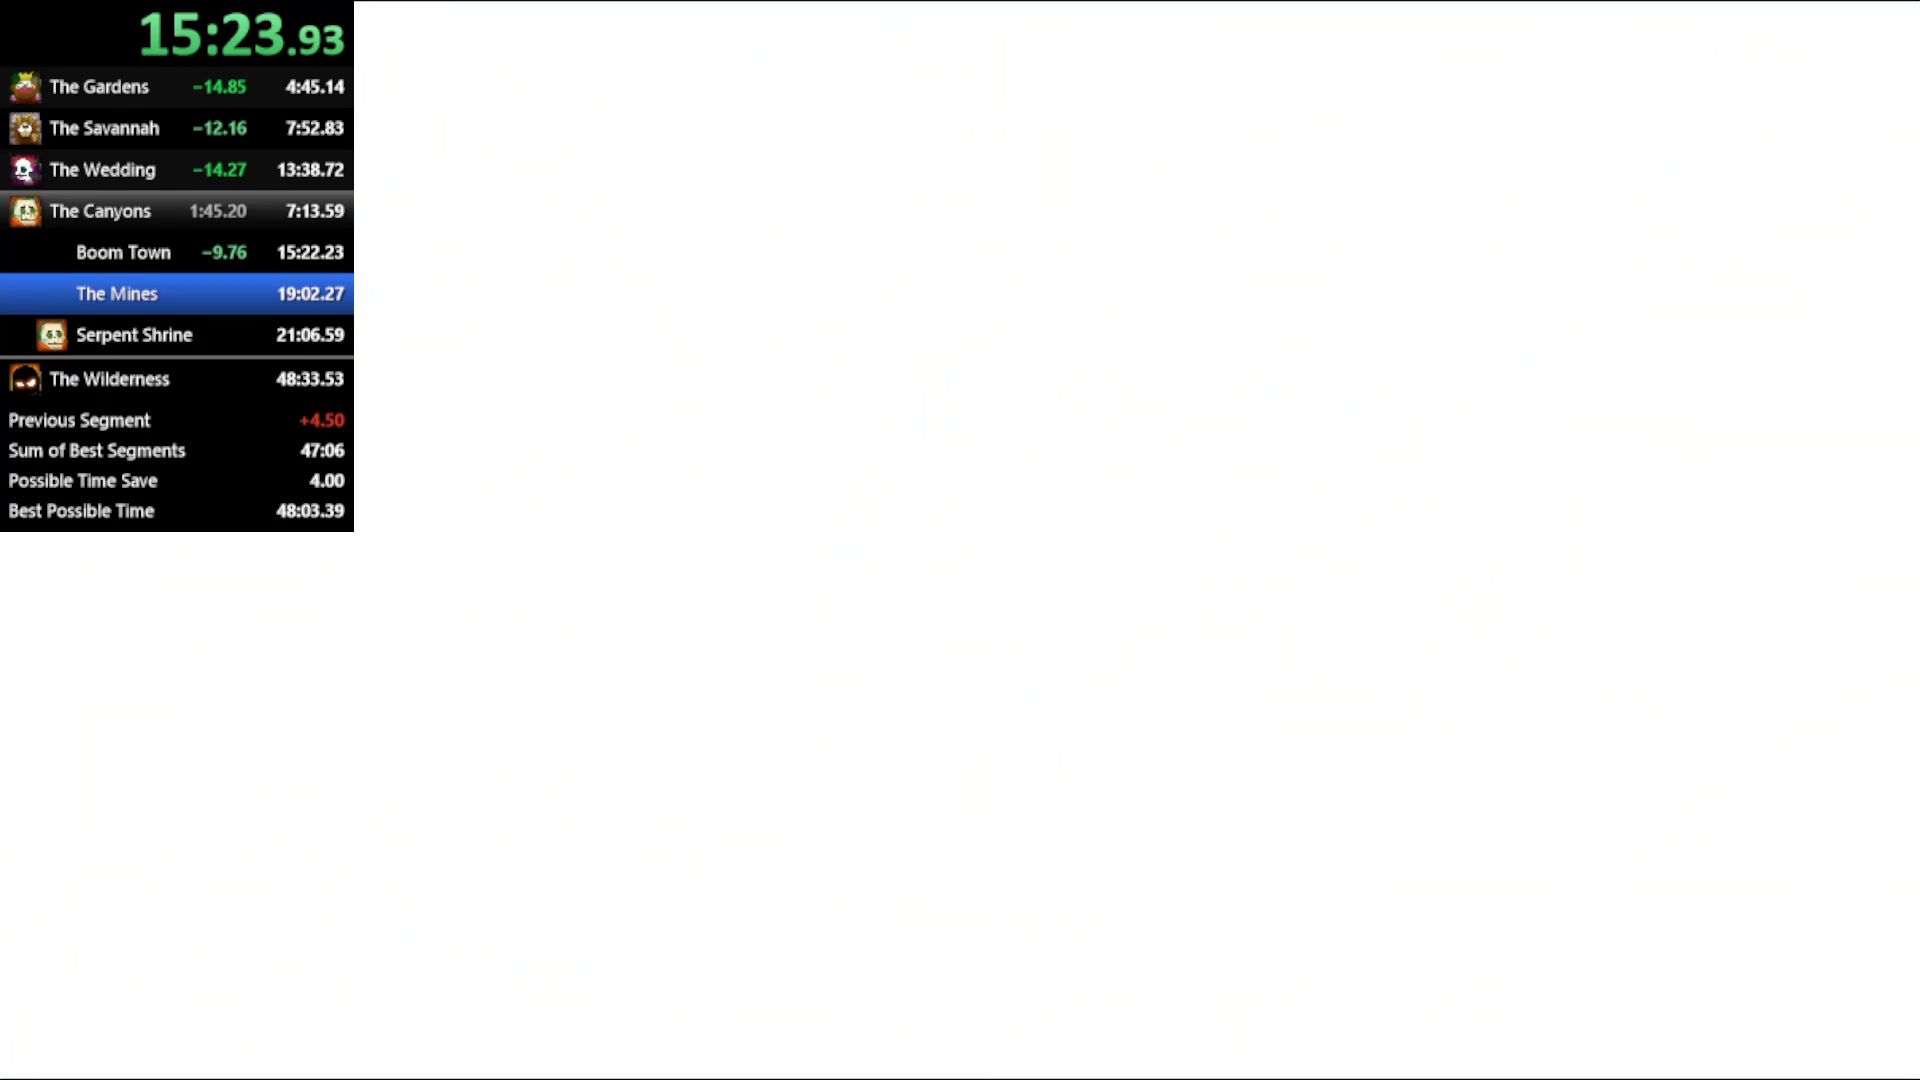 15:23.93
The Gardens −14.85 4:45.14
The Savannah −12.16 7:52.83
The Wedding −14.27 13:38.72
The Canyons 1:45.20 7:13.59
Boom Town −9.76 15:22.23
The Mines 19:02.27
Serpent Shrine 21:06.59
The Wilderness 48:33.53
Previous Segment +4.50
Sum of Best Segments 47:06
Possible Time Save 4.00
Best Possible Time 48:03.39